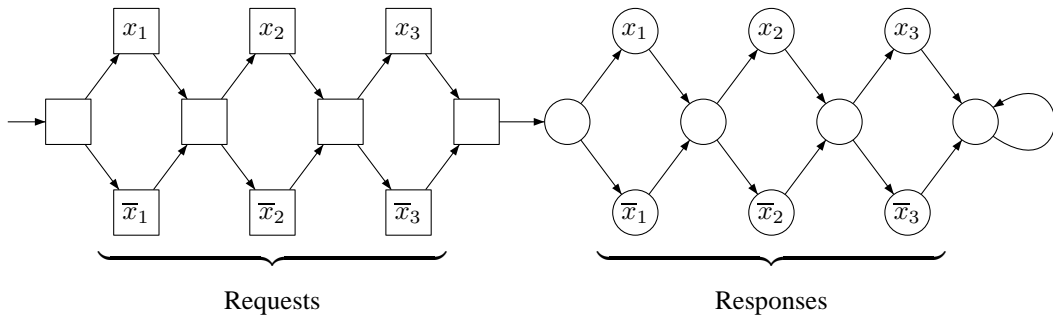 x₁ x₂ x₃ x₁ x₂ x₃
x̅₁ x̅₂ x̅₃ x̅₁ x̅₂ x̅₃
Requests Responses